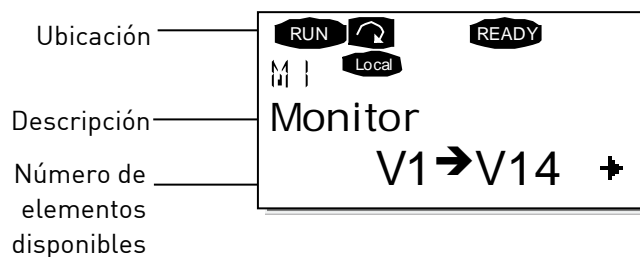 Ubicación
Descripción
Número de
elementos
disponibles
RUN READY
M1 Local
Monitor
V1➔V14